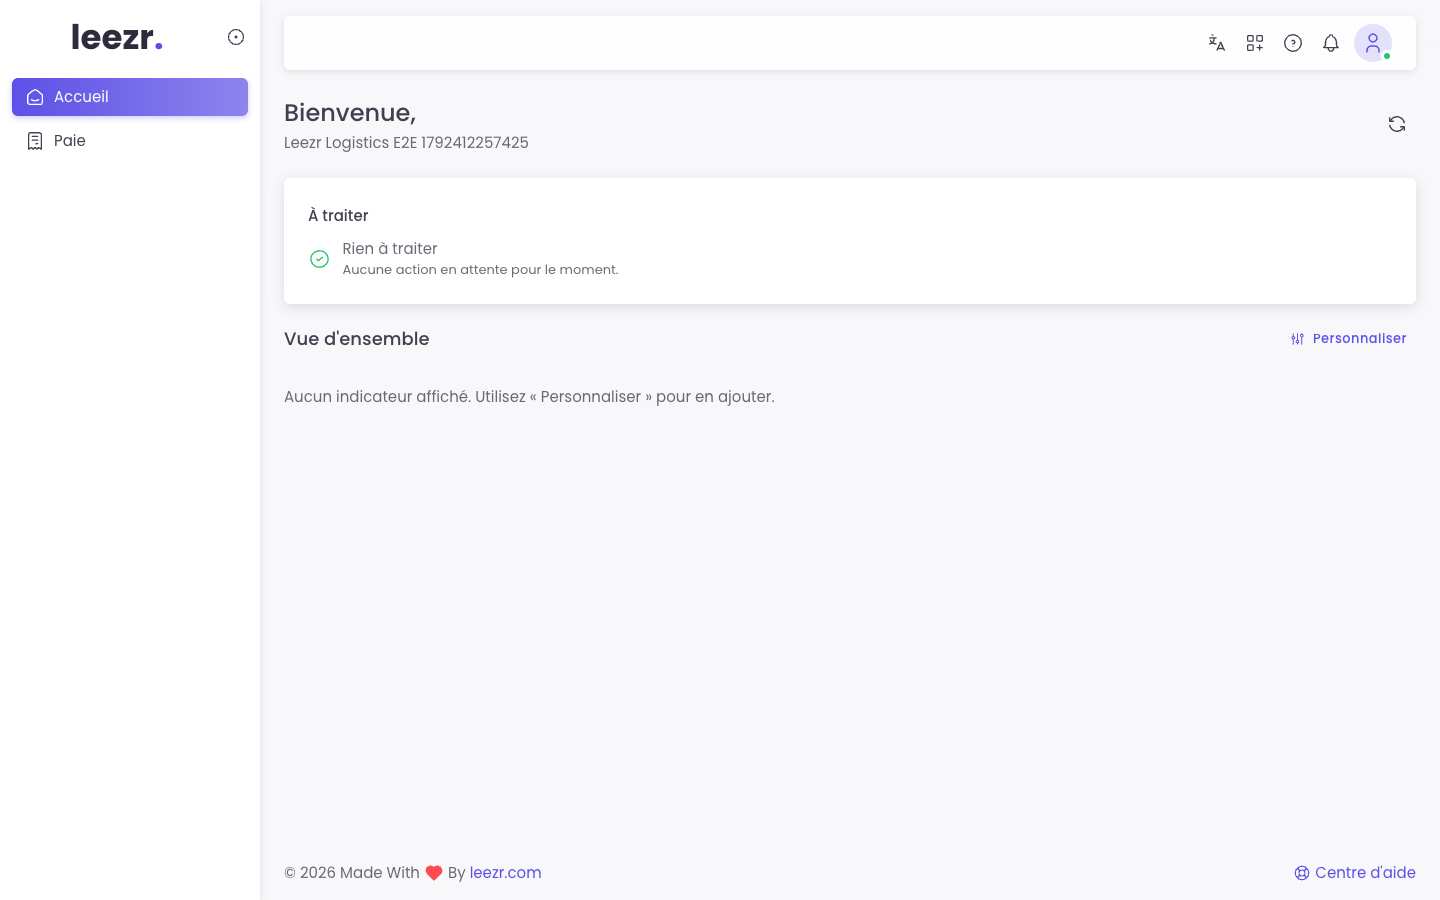 leezr.
Accueil
Paie
Bienvenue,
Leezr Logistics E2E 1792412257425
À traiter
Rien à traiter
Aucune action en attente pour le moment.
Vue d'ensemble
Personnaliser
Aucun indicateur affiché. Utilisez « Personnaliser » pour en ajouter.
© 2026 Made With ❤ By leezr.com
Centre d'aide